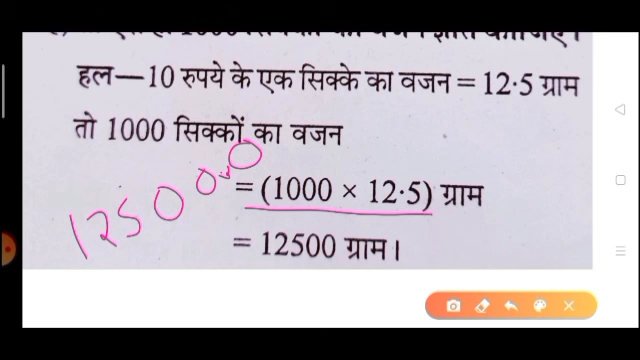 हल—10 रुपये के एक सिक्के का वजन = 12·5 ग्राम
तो 1000 सिक्कों का वजन
= (1000 × 12·5) ग्राम
12500.0
= 12500 ग्राम।